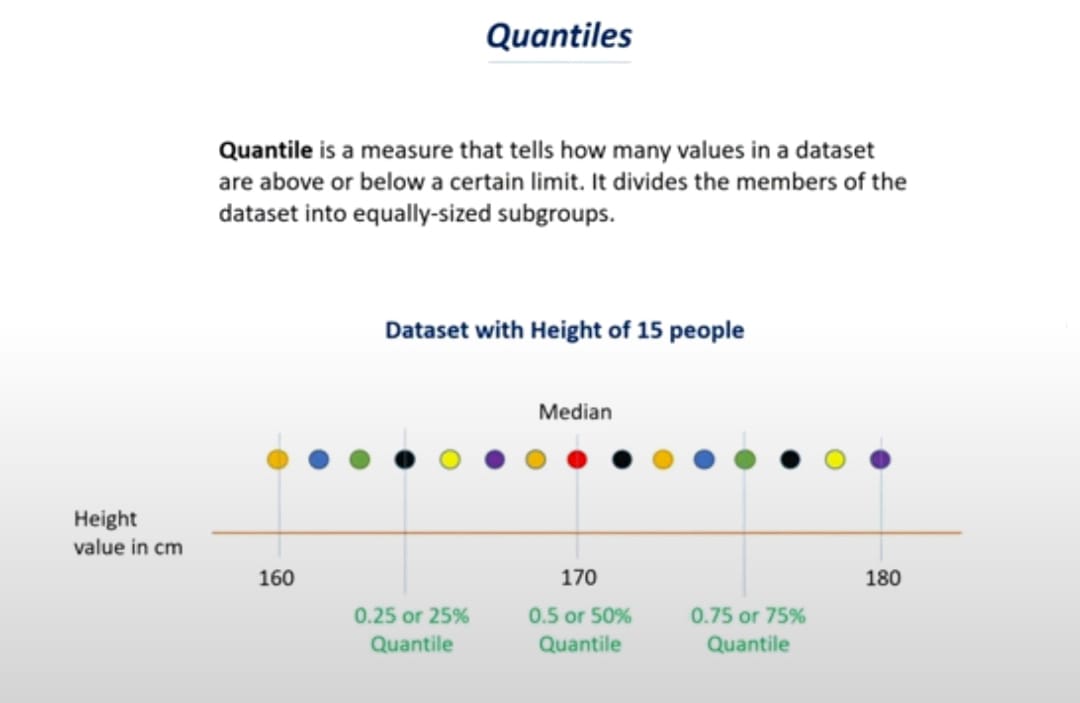 Quantiles
Quantile is a measure that tells how many values in a dataset
are above or below a certain limit. It divides the members of the
dataset into equally-sized subgroups.
Dataset with Height of 15 people
Median
Height
value in cm
160
170
180
0.25 or 25%
Quantile
0.5 or 50%
Quantile
0.75 or 75%
Quantile